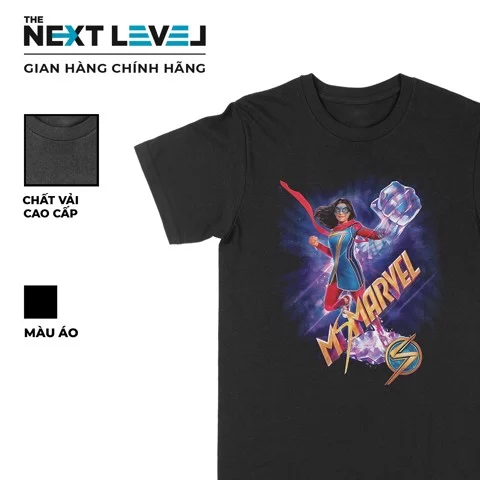 THE
NEXT LEVEL
GIAN HÀNG CHÍNH HÃNG
CHẤT VẢI
CAO CẤP
MÀU ÁO
MS MARVEL